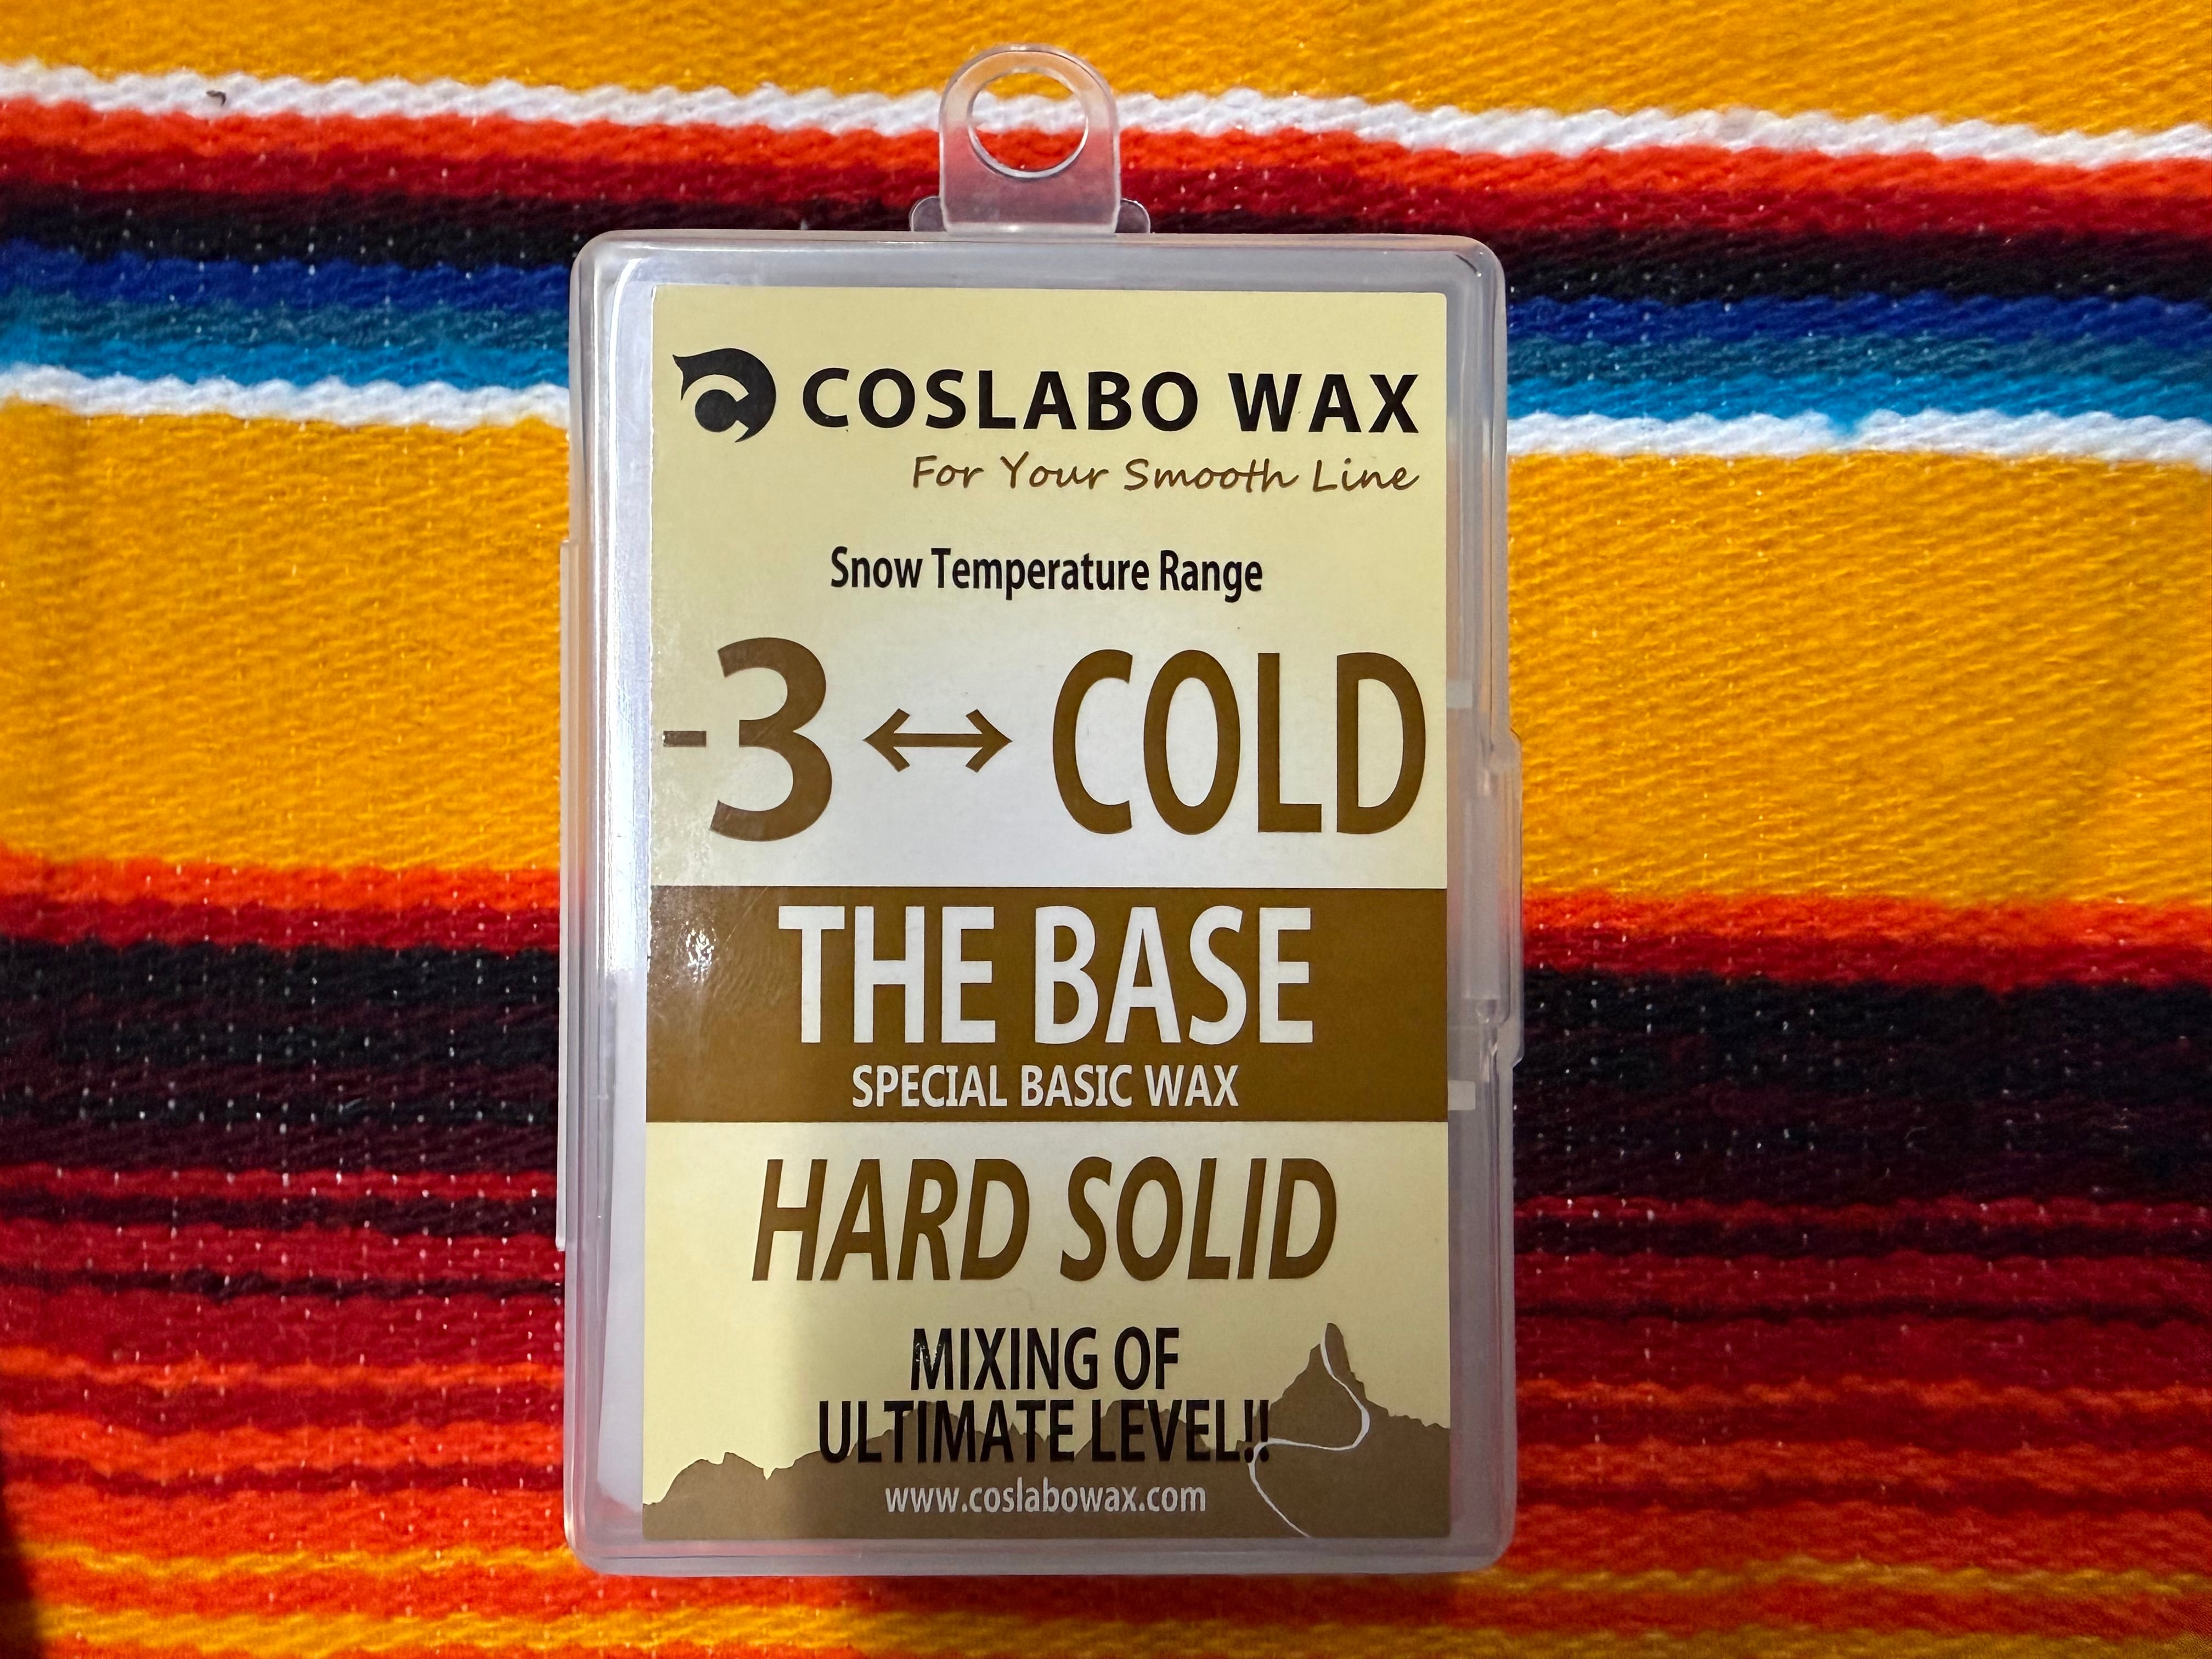 COSLABO WAX
For Your Smooth Line
Snow Temperature Range
-3 ↔ COLD
THE BASE
SPECIAL BASIC WAX
HARD SOLID
MIXING OF
ULTIMATE LEVEL!!
www.coslabowax.com